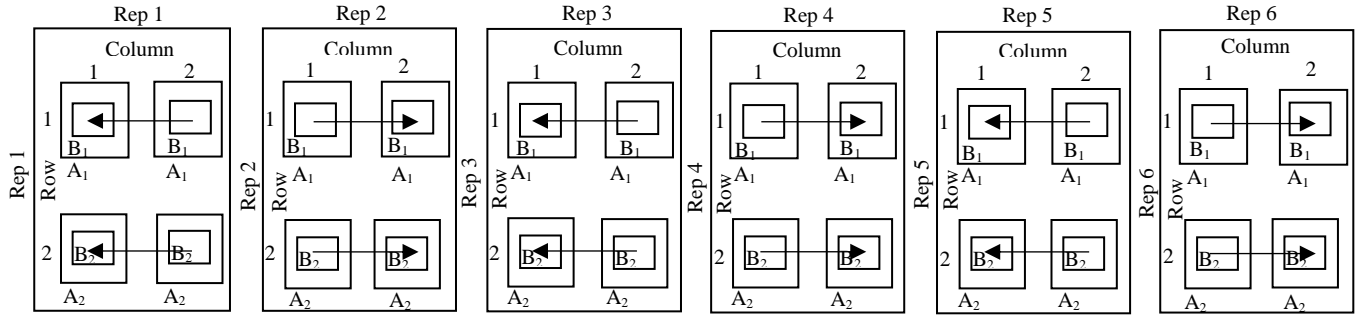 Rep 1 Rep 2 Rep 3 Rep 4 Rep 5 Rep 6
Column Column Column Column Column Column
1 2 1 2 1 2 1 2 1 2 1 2
1 1 1 1 1 1
B1 B1 B1 B1 B1 B1 B1 B1 B1 B1 B1 B1
A1 A1 A1 A1 A1 A1 A1 A1 A1 A1 A1 A1
Rep 1 Row Rep 2 Row Rep 3 Row Rep 4 Row Rep 5 Row Rep 6 Row
2 B2 B2 2 B2 B2 2 B2 B2 2 B2 B2 2 B2 B2 2 B2 B2
A2 A2 A2 A2 A2 A2 A2 A2 A2 A2 A2 A2